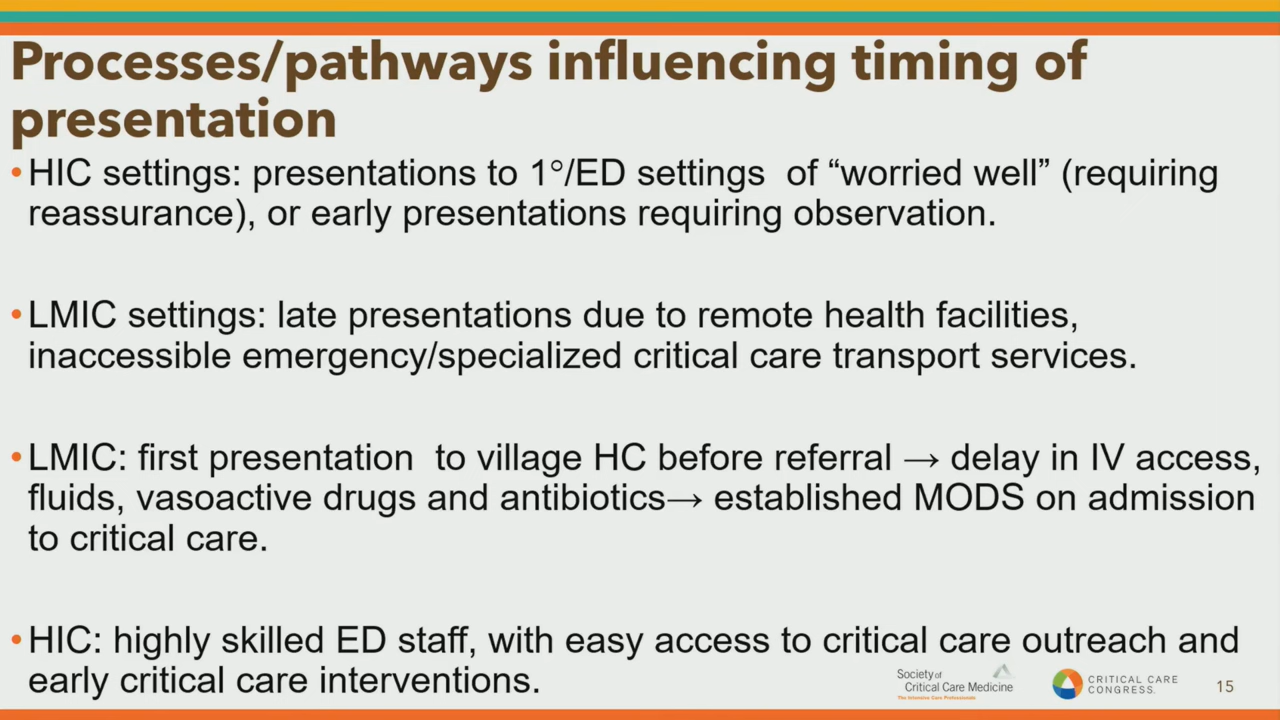 Processes/pathways influencing timing of
presentation
•HIC settings: presentations to 1°/ED settings  of “worried well” (requiring
reassurance), or early presentations requiring observation.
•LMIC settings: late presentations due to remote health facilities,
inaccessible emergency/specialized critical care transport services.
•LMIC: first presentation  to village HC before referral → delay in IV access,
fluids, vasoactive drugs and antibiotics→ established MODS on admission
to critical care.
•HIC: highly skilled ED staff, with easy access to critical care outreach and
early critical care interventions.
Society of
Critical Care Medicine
The Intensive Care Professionals
CRITICAL CARE
CONGRESS
15